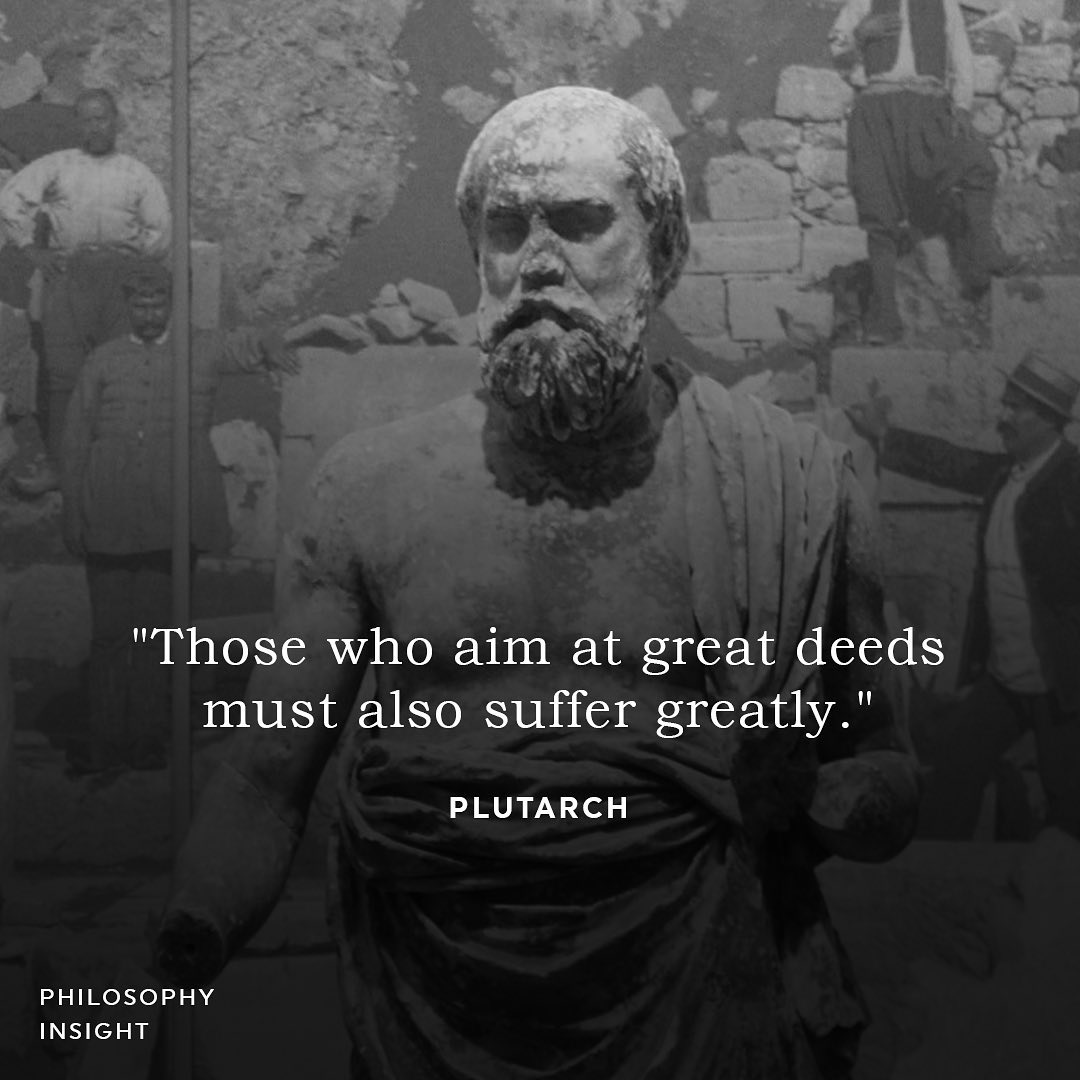 "Those who aim at great deeds
must also suffer greatly."
PLUTARCH
PHILOSOPHY
INSIGHT